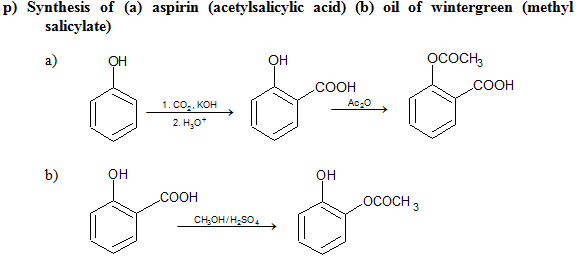 p) Synthesis of (a) aspirin (acetylsalicylic acid) (b) oil of wintergreen (methyl
salicylate)
a)
OH
1. CO₂, KOH
2. H₃O⁺
OH
COOH
Ac₂O
OCOCH₃
COOH
b)
OH
COOH
CH₃OH/H₂SO₄
OH
OCOCH₃